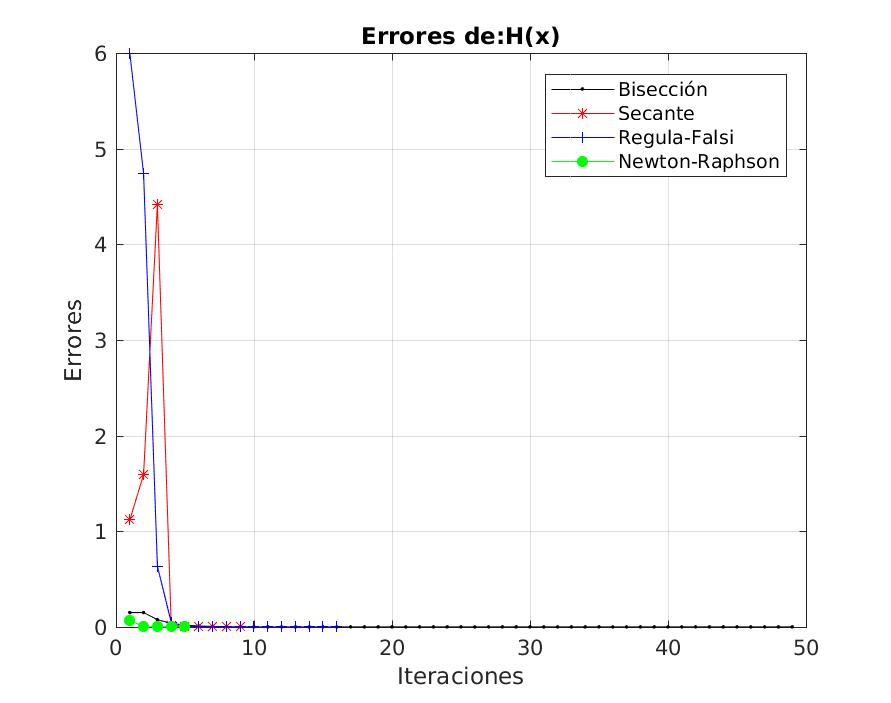 Errores de:H(x)
6
5
4
3
2
1
0
Errores
0 10 20 30 40 50
Iteraciones
Bisección
Secante
Regula-Falsi
Newton-Raphson